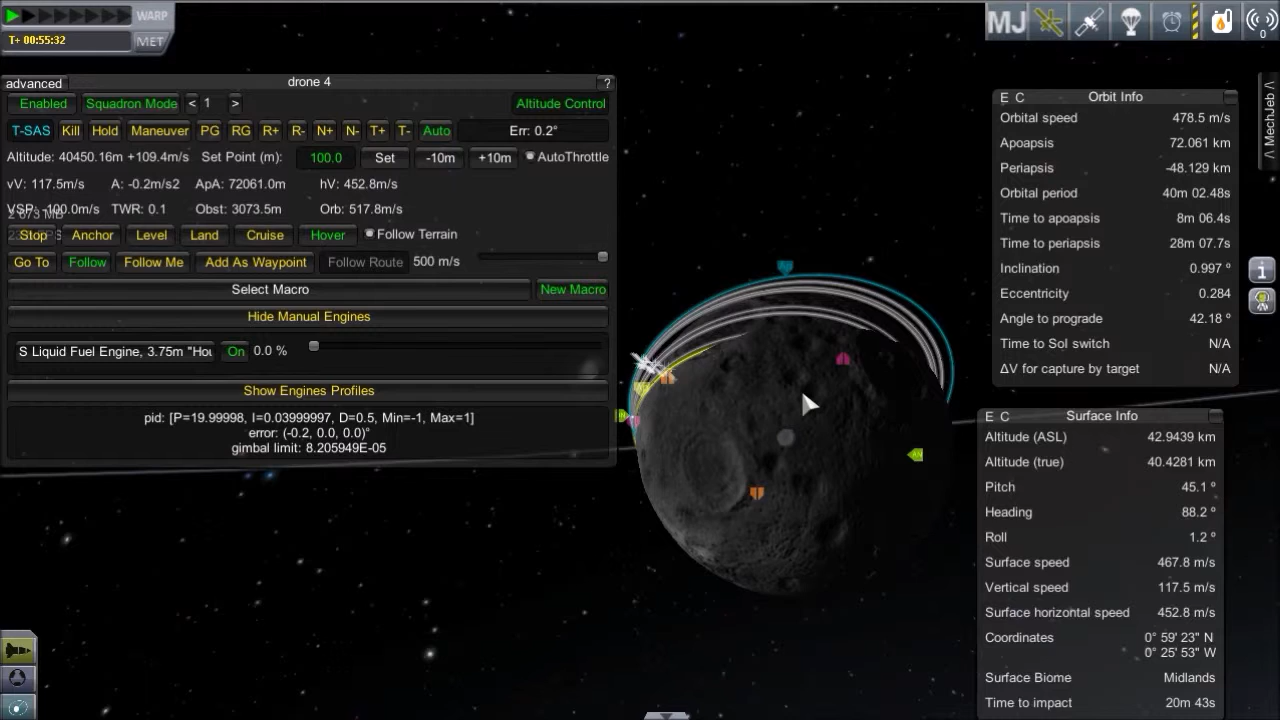 WARP
T+ 00:55:32
MET
MJ
0
advanced
drone 4
?
Enabled Squadron Mode < 1 > Altitude Control
T-SAS Kill Hold Maneuver PG RG R+ R- N+ N- T+ T- Auto Err: 0.2°
Altitude: 40450.16m +109.4m/s Set Point (m): 100.0 Set -10m +10m AutoThrottle
vV: 117.5m/s A: -0.2m/s2 ApA: 72061.0m hV: 452.8m/s
VSP: -100.0m/s TWR: 0.1 Obst: 3073.5m Orb: 517.8m/s
Stop Anchor Level Land Cruise Hover Follow Terrain
Go To Follow Follow Me Add As Waypoint Follow Route 500 m/s
Select Macro New Macro
Hide Manual Engines
S Liquid Fuel Engine, 3.75m "Hou On 0.0 %
Show Engines Profiles
pid: [P=19.99998, I=0.03999997, D=0.5, Min=-1, Max=1]
error: (-0.2, 0.0, 0.0)°
gimbal limit: 8.205949E-05
AN
E C Orbit Info
Orbital speed 478.5 m/s
Apoapsis 72.061 km
Periapsis -48.129 km
Orbital period 40m 02.48s
Time to apoapsis 8m 06.4s
Time to periapsis 28m 07.7s
Inclination 0.997 º
Eccentricity 0.284
Angle to prograde 42.18 º
Time to SoI switch N/A
ΔV for capture by target N/A
/\ MechJeb /\
E C Surface Info
Altitude (ASL) 42.9439 km
Altitude (true) 40.4281 km
Pitch 45.1 º
Heading 88.2 º
Roll 1.2 º
Surface speed 467.8 m/s
Vertical speed 117.5 m/s
Surface horizontal speed 452.8 m/s
Coordinates 0° 59' 23" N
0° 25' 53" W
Surface Biome Midlands
Time to impact 20m 43s